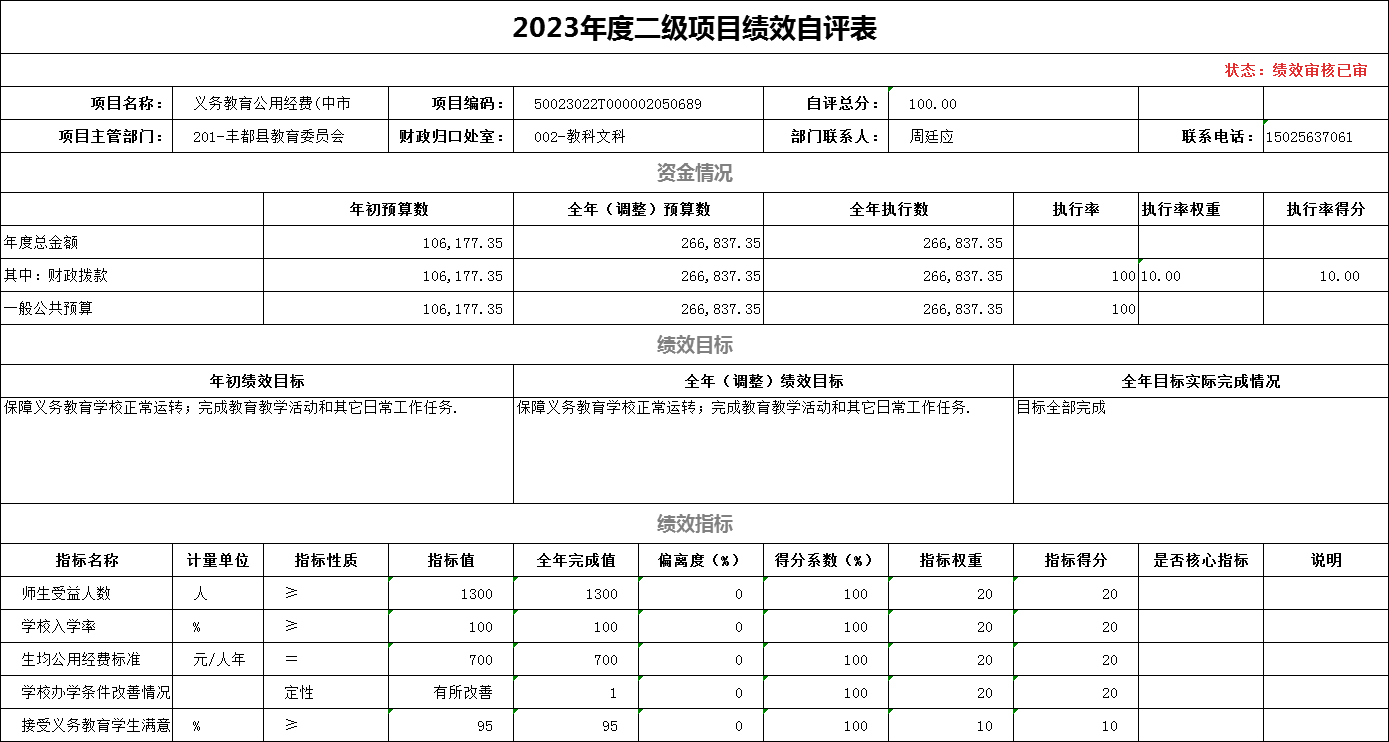 2023年度二级项目绩效自评表
状态：绩效审核已审
项目名称： 义务教育公用经费(中市 项目编码： 50023022T000002050689 自评总分： 100.00
项目主管部门： 201-丰都县教育委员会 财政归口处室： 002-教科文科 部门联系人： 周廷应 联系电话： 15025637061
资金情况
年初预算数 全年（调整）预算数 全年执行数 执行率 执行率权重 执行率得分
年度总金额 106,177.35 266,837.35 266,837.35
其中：财政拨款 106,177.35 266,837.35 266,837.35 100 10.00 10.00
一般公共预算 106,177.35 266,837.35 266,837.35 100
绩效目标
年初绩效目标 全年（调整）绩效目标 全年目标实际完成情况
保障义务教育学校正常运转；完成教育教学活动和其它日常工作任务. 保障义务教育学校正常运转；完成教育教学活动和其它日常工作任务. 目标全部完成
绩效指标
指标名称 计量单位 指标性质 指标值 全年完成值 偏离度（%） 得分系数（%） 指标权重 指标得分 是否核心指标 说明
师生受益人数 人 ≥ 1300 1300 0 100 20 20
学校入学率 % ≥ 100 100 0 100 20 20
生均公用经费标准 元/人年 ＝ 700 700 0 100 20 20
学校办学条件改善情况 定性 有所改善 1 0 100 20 20
接受义务教育学生满意 % ≥ 95 95 0 100 10 10